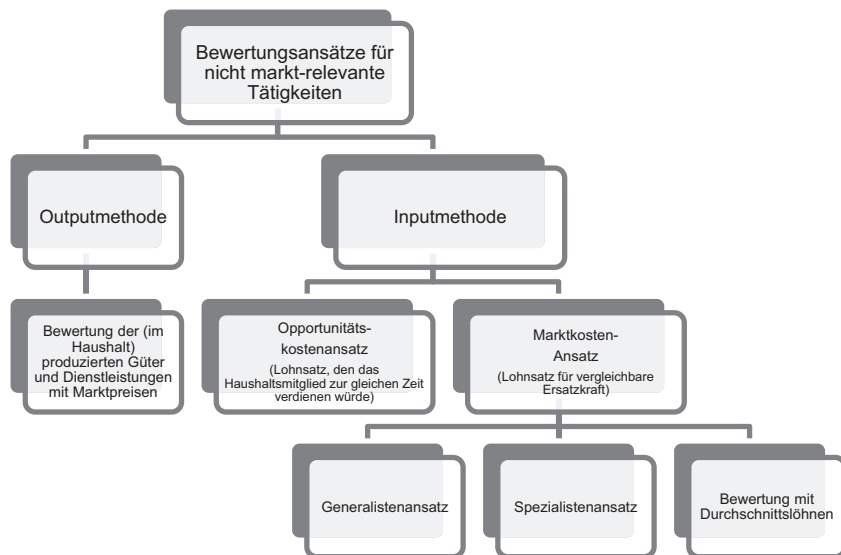 Bewertungsansätze für
nicht markt-relevante
Tätigkeiten
Outputmethode
Inputmethode
Bewertung der (im
Haushalt)
produzierten Güter
und Dienstleistungen
mit Marktpreisen
Opportunitäts-
kostenansatz
(Lohnsatz, den das
Haushaltsmitglied zur gleichen Zeit
verdienen würde)
Marktkosten-
Ansatz
(Lohnsatz für vergleichbare
Ersatzkraft)
Generalistenansatz
Spezialistenansatz
Bewertung mit
Durchschnittslöhnen